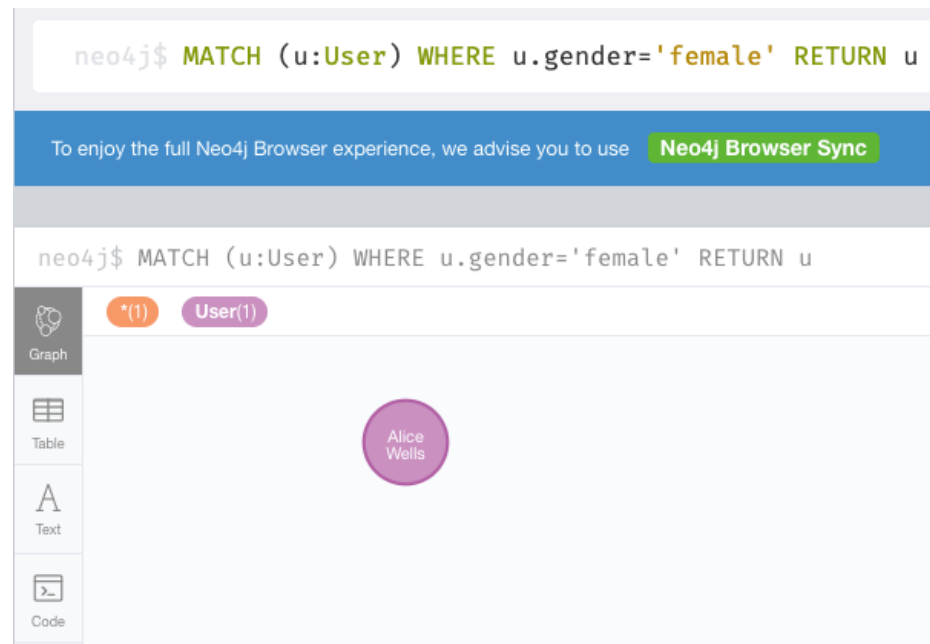 neo4j$ MATCH (u:User) WHERE u.gender='female' RETURN u
To enjoy the full Neo4j Browser experience, we advise you to use Neo4j Browser Sync
neo4j$ MATCH (u:User) WHERE u.gender='female' RETURN u
*(1) User(1)
Graph
Alice
Wells
Table
A
Text
>_
Code